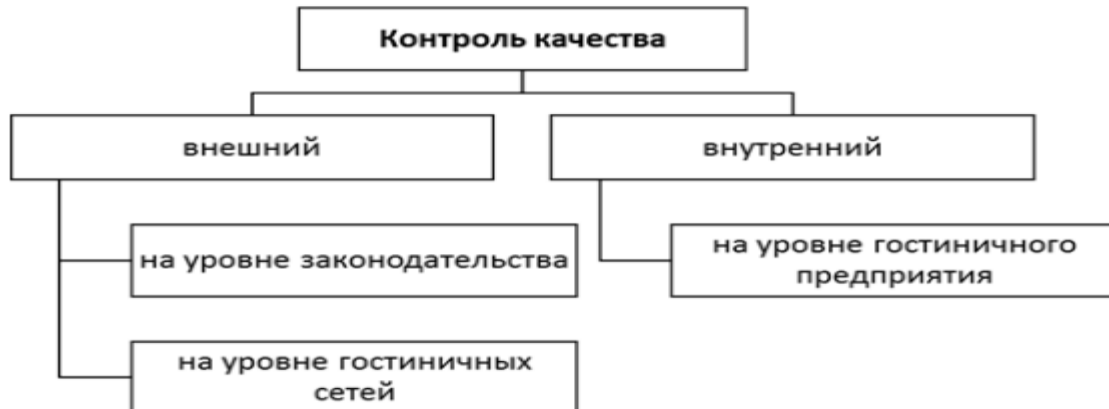 Контроль качества
внешний
внутренний
на уровне законодательства
на уровне гостиничного
предприятия
на уровне гостиничных
сетей